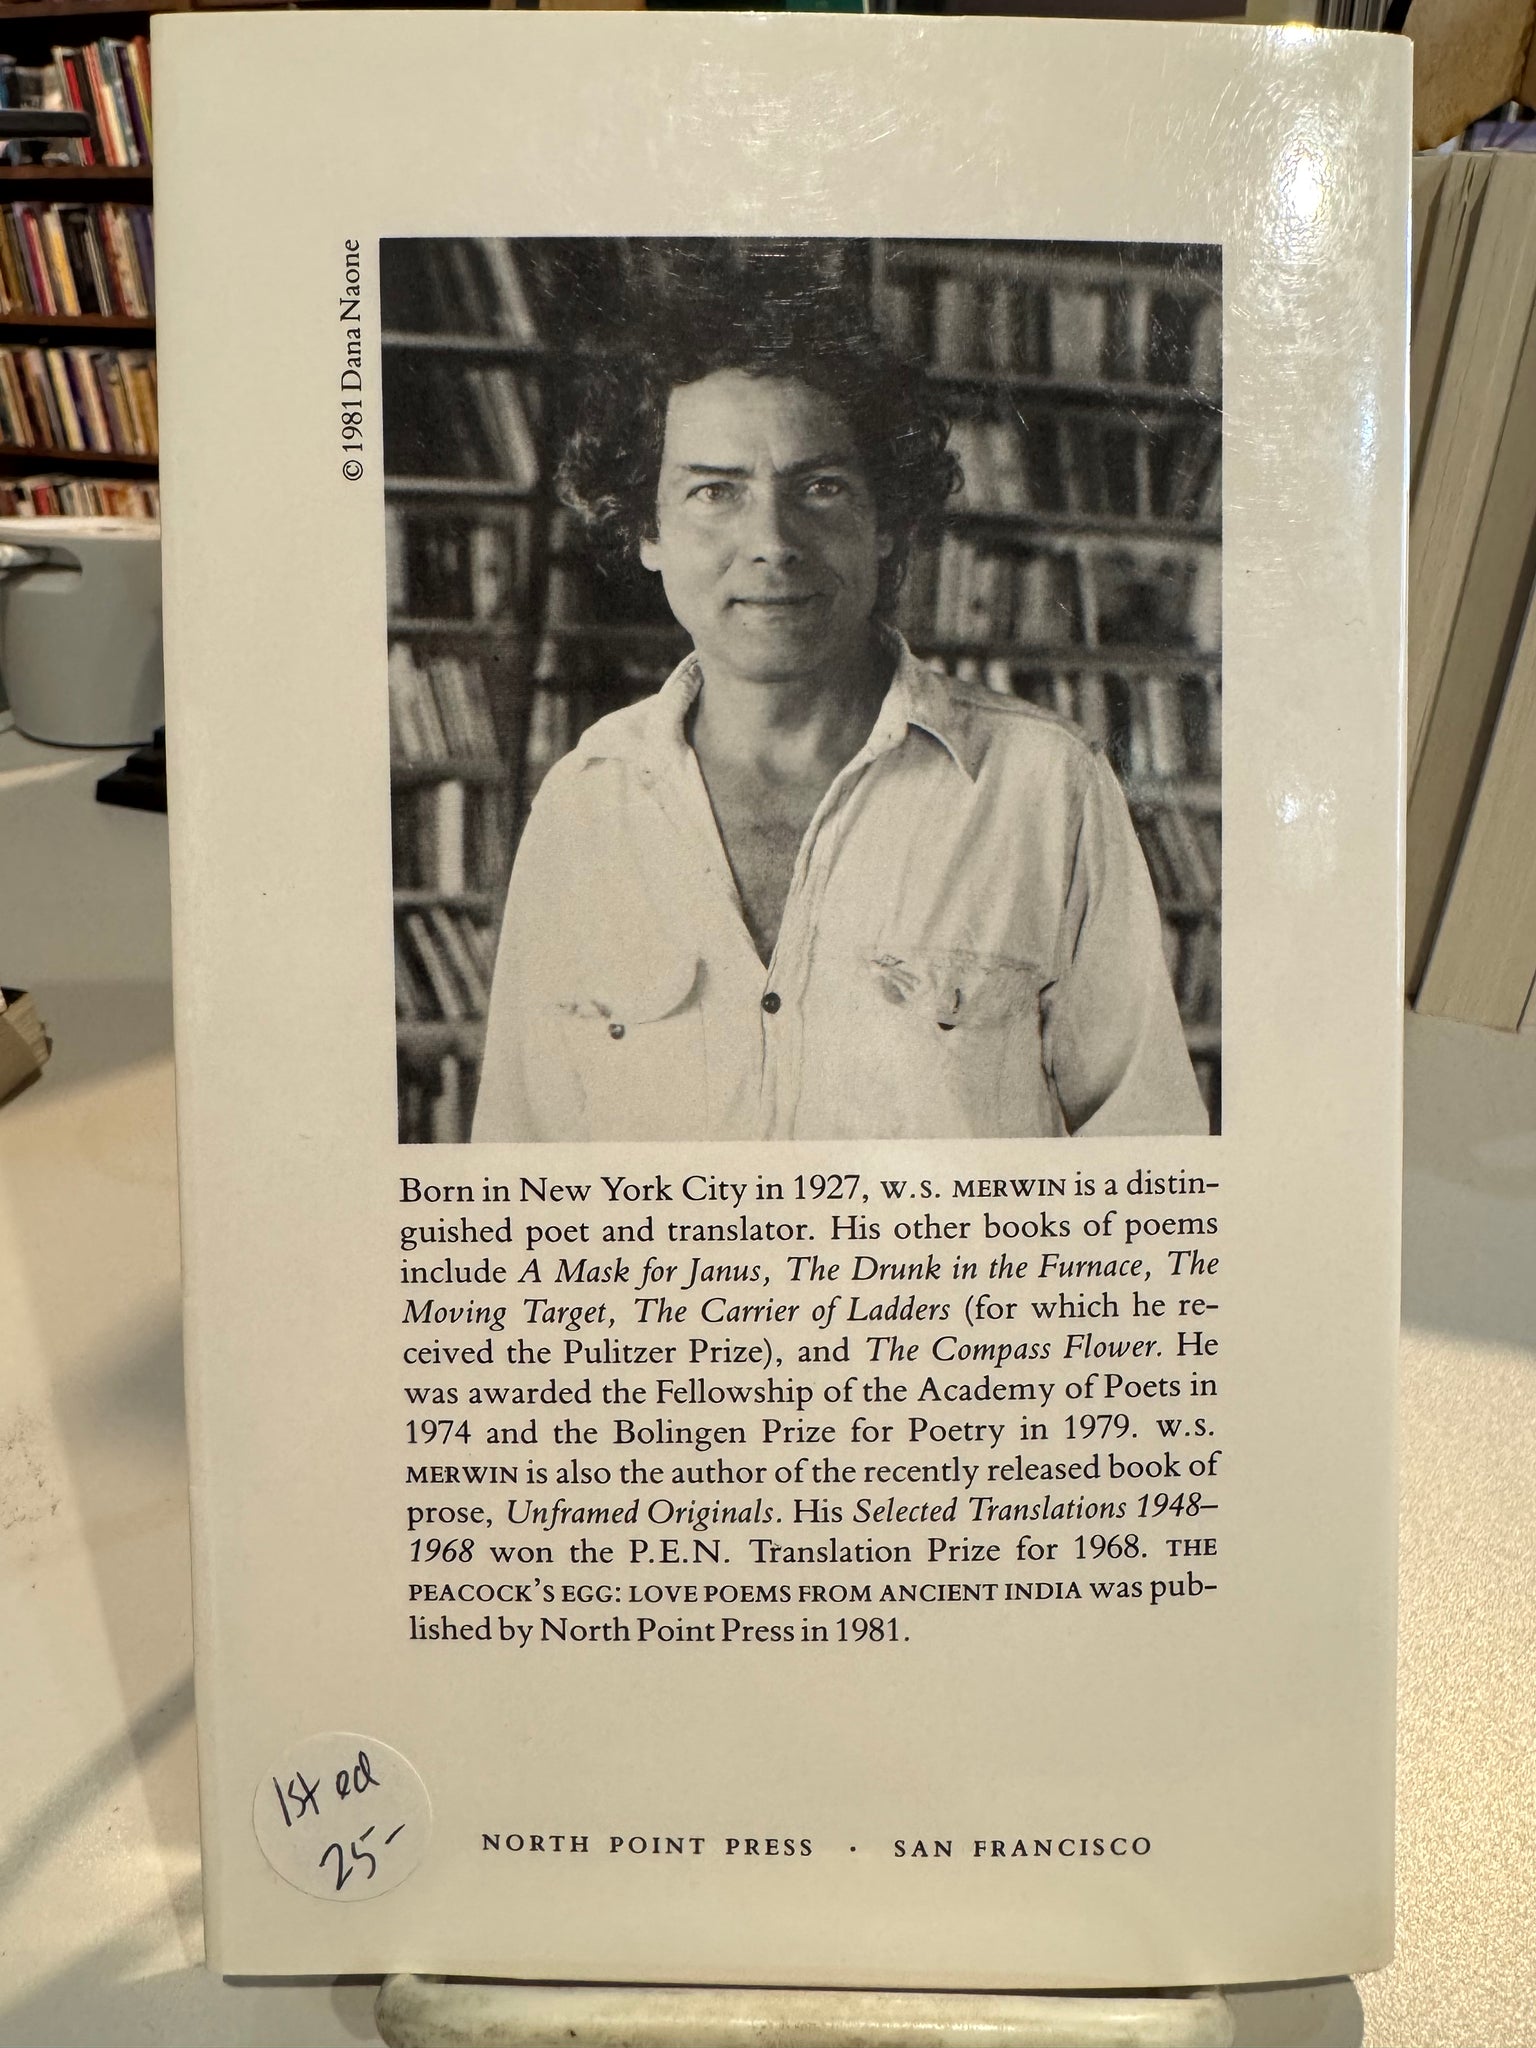 © 1981 Dana Naone
Born in New York City in 1927, W.S. MERWIN is a distin-
guished poet and translator. His other books of poems
include A Mask for Janus, The Drunk in the Furnace, The
Moving Target, The Carrier of Ladders (for which he re-
ceived the Pulitzer Prize), and The Compass Flower. He
was awarded the Fellowship of the Academy of Poets in
1974 and the Bolingen Prize for Poetry in 1979. W.S.
MERWIN is also the author of the recently released book of
prose, Unframed Originals. His Selected Translations 1948–
1968 won the P.E.N. Translation Prize for 1968. THE
PEACOCK'S EGG: LOVE POEMS FROM ANCIENT INDIA was pub-
lished by North Point Press in 1981.
1st ed
25-
NORTH POINT PRESS · SAN FRANCISCO